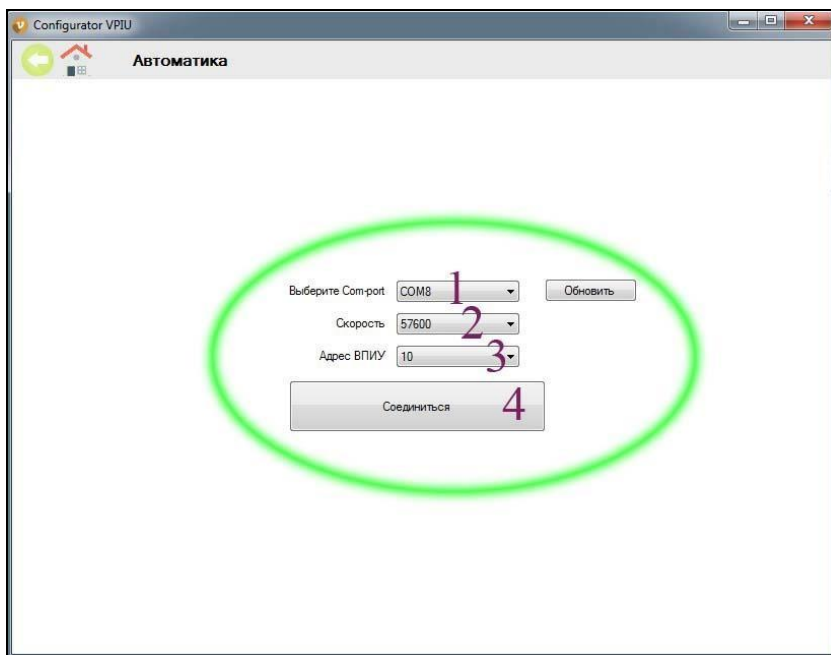 Configurator VPIU
Автоматика
Выберите Com-port COM8 1 Обновить
Скорость 57600 2
Адрес ВПИУ 10 3
Соединиться 4